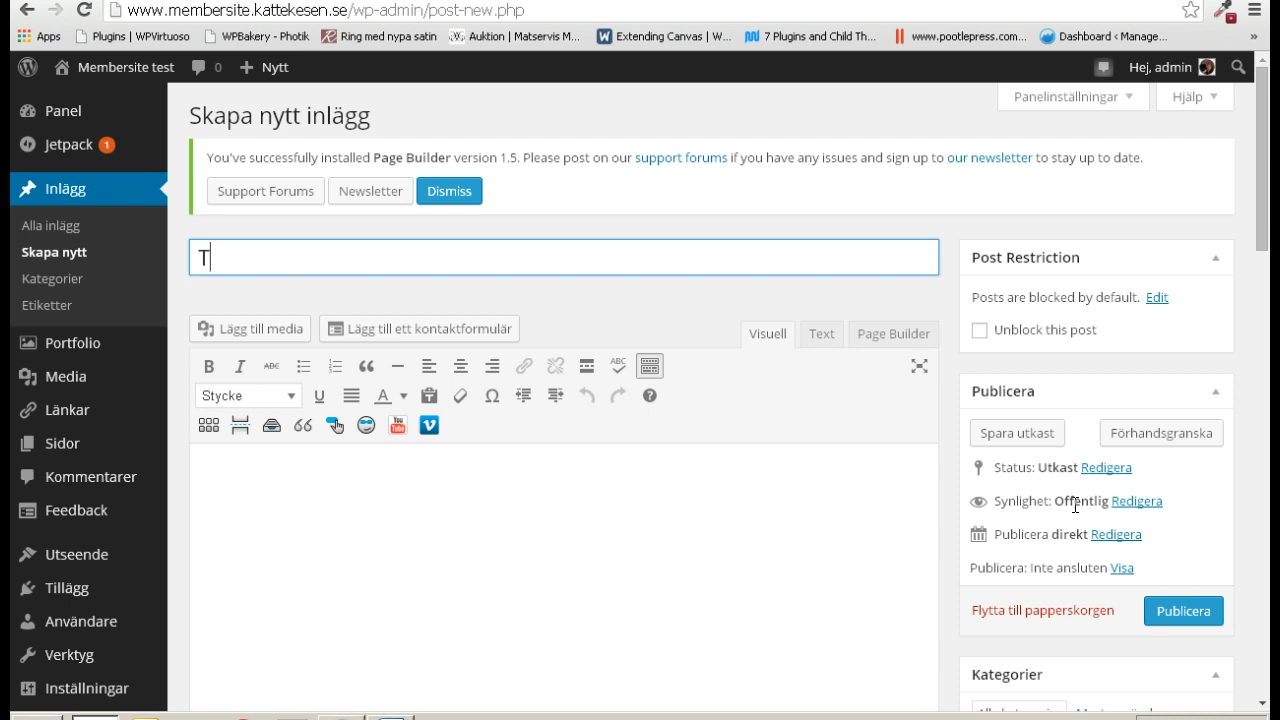 www.membersite.kattekesen.se/wp-admin/post-new.php
Apps Plugins | WPVirtuoso WPBakery - Photik Ring med nypa satin Auktion | Matservis M... Extending Canvas | W... 7 Plugins and Child Th... www.pootlepress.com... Dashboard ‹ Manage... »
Membersite test 0 + Nytt Hej, admin
Panelinställningar Hjälp
Panel
Jetpack 1
Inlägg
Alla inlägg
Skapa nytt
Kategorier
Etiketter
Portfolio
Media
Länkar
Sidor
Kommentarer
Feedback
Utseende
Tillägg
Användare
Verktyg
Inställningar
Skapa nytt inlägg
You've successfully installed Page Builder version 1.5. Please post on our support forums if you have any issues and sign up to our newsletter to stay up to date.
Support Forums Newsletter Dismiss
T
Lägg till media Lägg till ett kontaktformulär
Visuell Text Page Builder
B I ABC ABC
Stycke U A Ω ?
You Tube
Post Restriction
Posts are blocked by default. Edit
Unblock this post
Publicera
Spara utkast Förhandsgranska
Status: Utkast Redigera
Synlighet: Offentlig Redigera
Publicera direkt Redigera
Publicera: Inte ansluten Visa
Flytta till papperskorgen Publicera
Kategorier